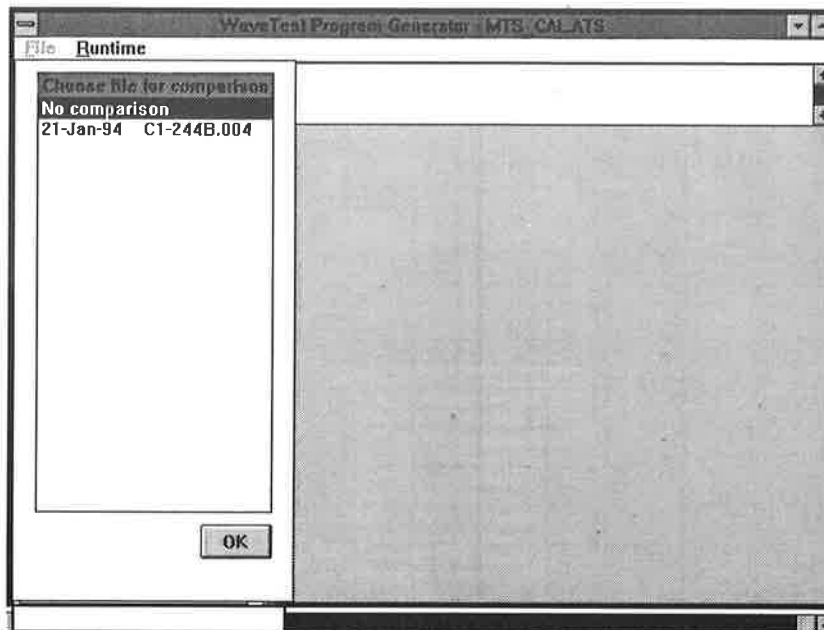 WaveTest Program Generator - MTS_CAL.ATS
File Runtime
Choose file for comparison
No comparison
21-Jan-94 C1-244B.004
OK